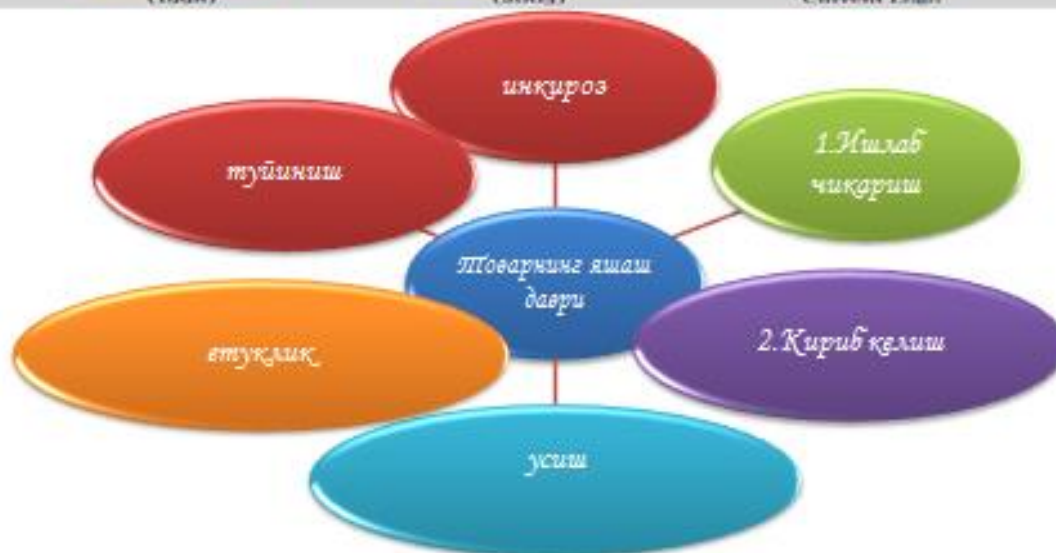 инкироз
1.Ишлаб
чикариш
туйиниш
Товарнинг яшаш
даври
2.Кириб келиш
етуклик
усиш